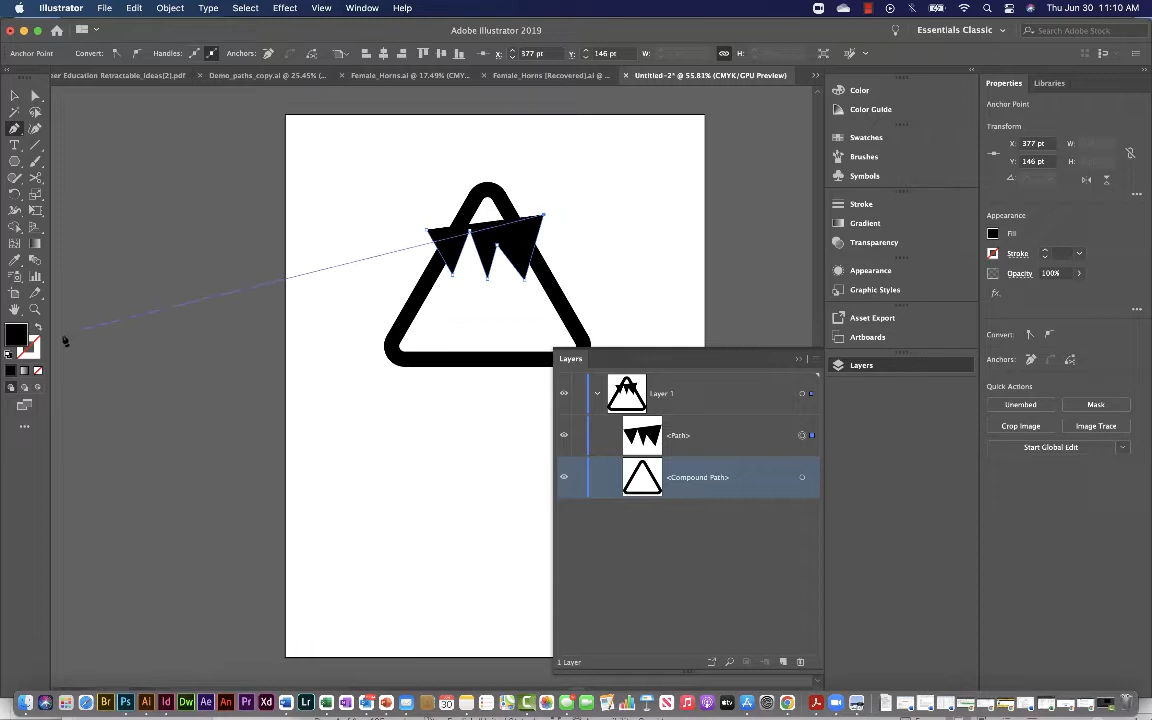 Illustrator File Edit Object Type Select Effect View Window Help Thu Jun 30 11:10 AM
Adobe Illustrator 2019 Essentials Classic Search Adobe Stock
Anchor Point Convert: Handles: Anchors: X: 377 pt Y: 146 pt W: H:
er Education Retractable_Ideas[2].pdf × Demo_paths_copy.ai @ 25.45% (... × Female_Horns.ai @ 17.49% (CMY... × Female_Horns [Recovered].ai @ ... × Untitled-2* @ 55.81% (CMYK/GPU Preview)
Properties Libraries
Color
Color Guide
Swatches
Brushes
Symbols
Stroke
Gradient
Transparency
Appearance
Graphic Styles
Asset Export
Artboards
Layers
Anchor Point
Transform
X: 377 pt W:
Y: 146 pt H:
Appearance
Fill
Stroke
Opacity 100%
fx.
Convert:
Anchors:
Quick Actions
Unembed Mask
Crop Image Image Trace
Start Global Edit
Layers
Layer 1
<Path>
<Compound Path>
1 Layer